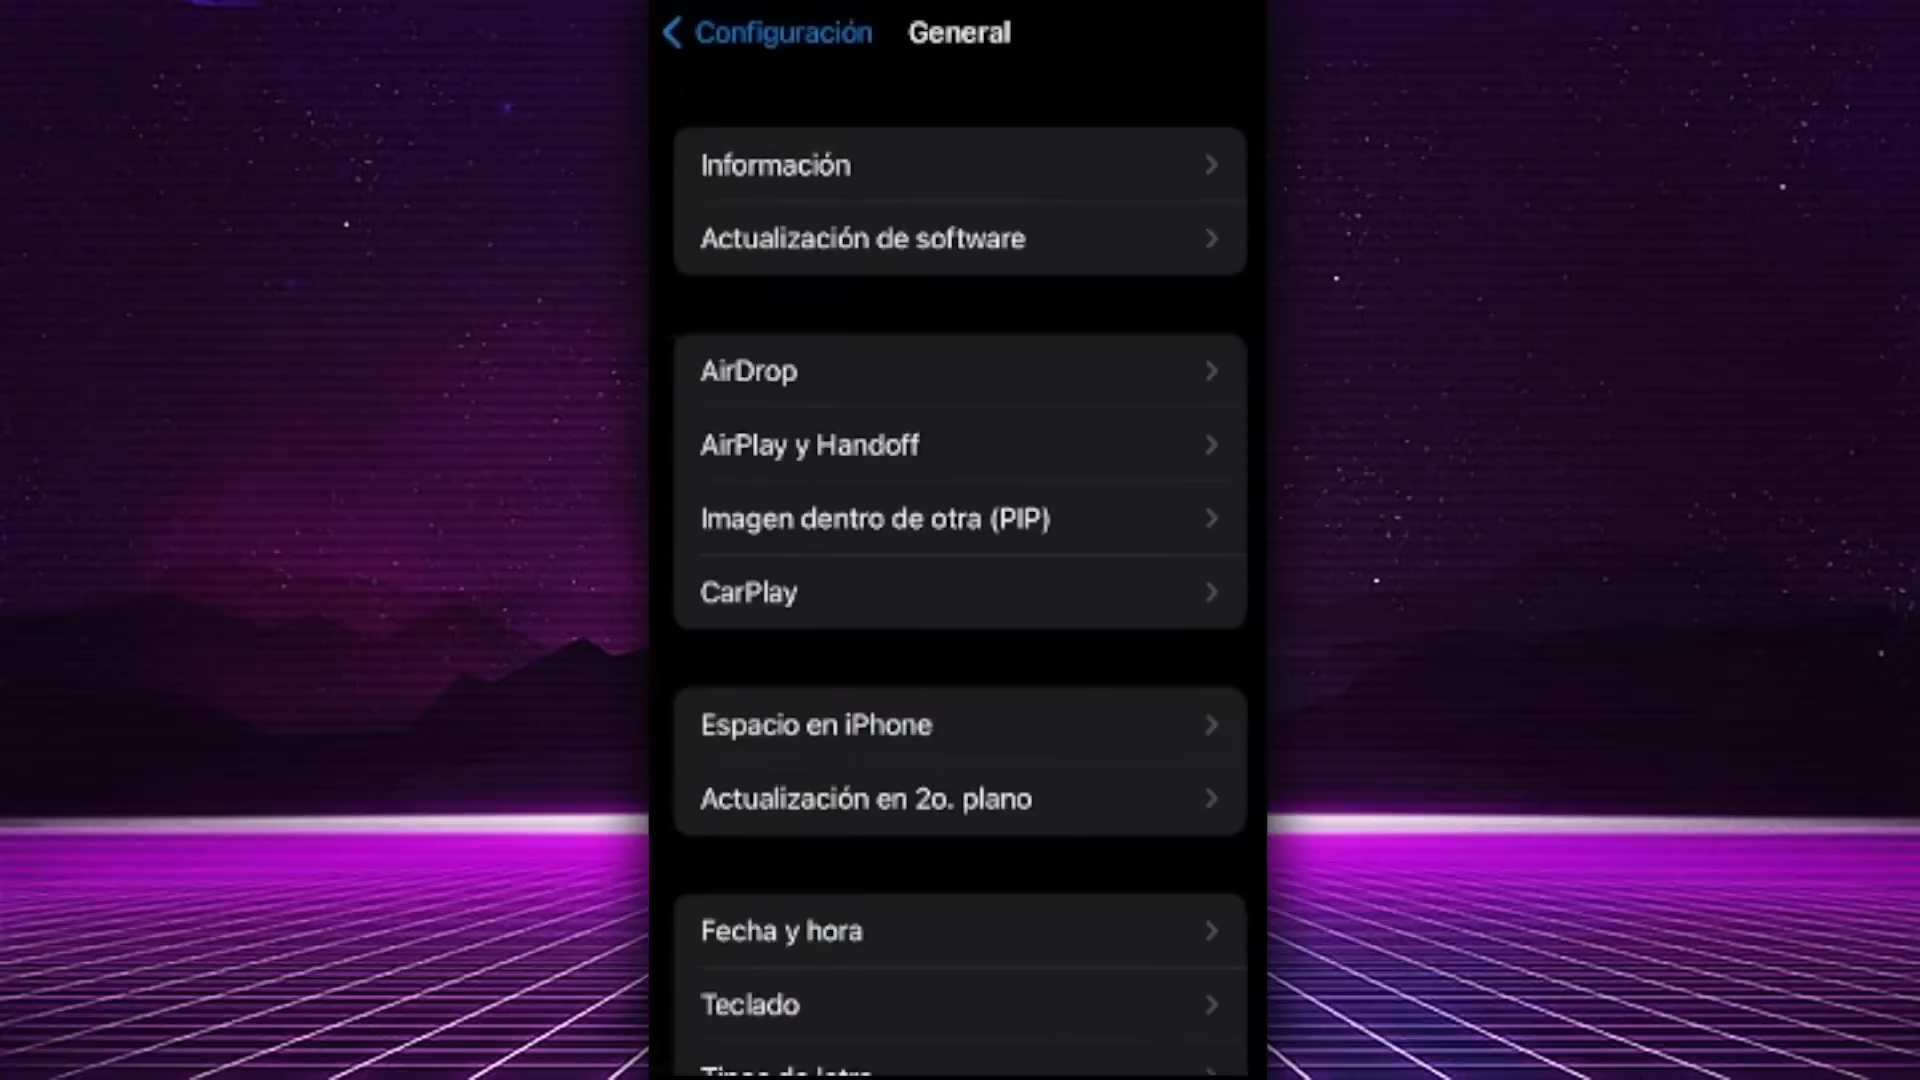 Configuración General
Información
Actualización de software
AirDrop
AirPlay y Handoff
Imagen dentro de otra (PIP)
CarPlay
Espacio en iPhone
Actualización en 2o. plano
Fecha y hora
Teclado